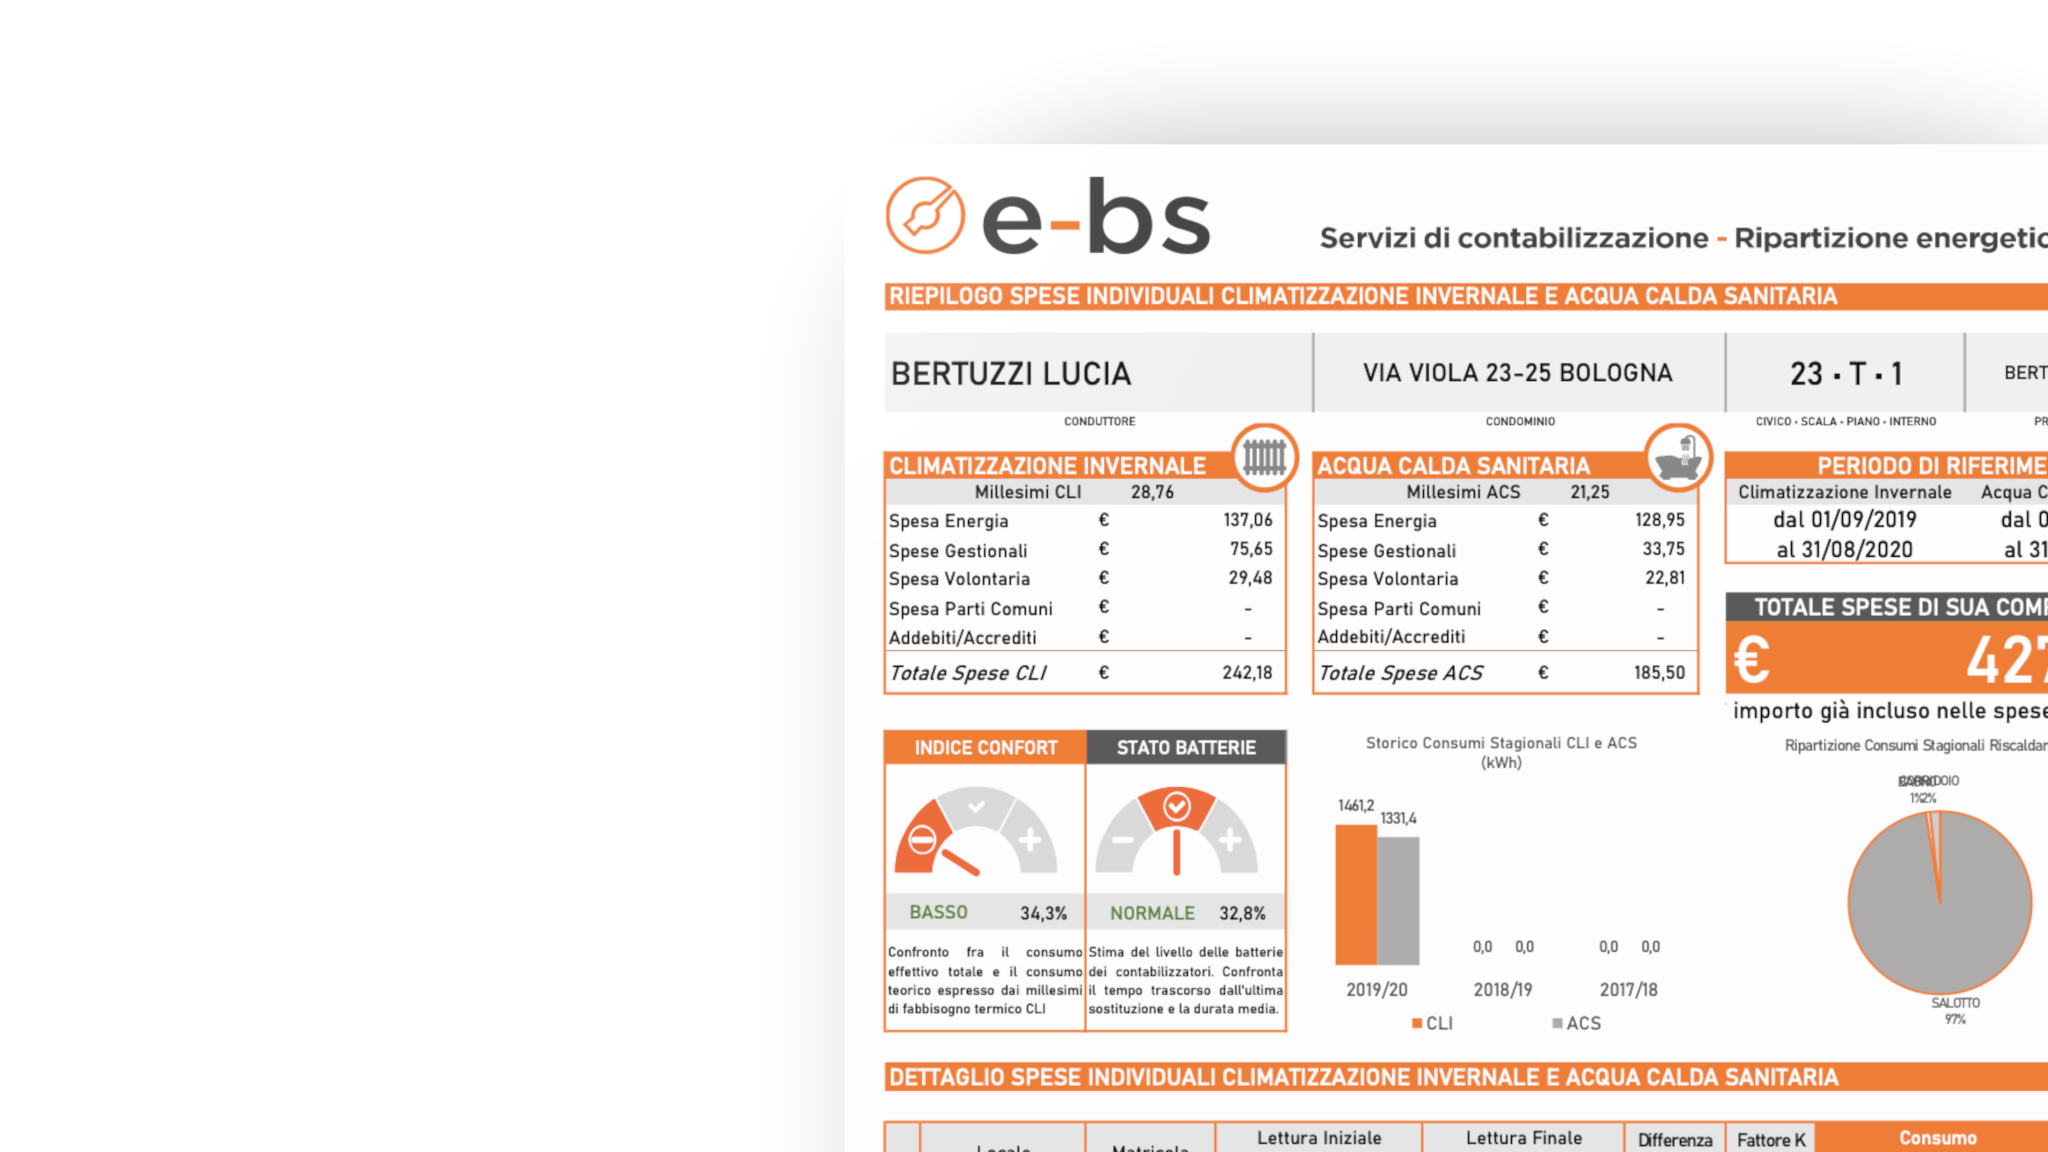 e-bs
Servizi di contabilizzazione - Ripartizione energetic
RIEPILOGO SPESE INDIVIDUALI CLIMATIZZAZIONE INVERNALE E ACQUA CALDA SANITARIA
BERTUZZI LUCIA
VIA VIOLA 23-25 BOLOGNA
23 · T · 1
BERT
CONDUTTORE
CONDOMINIO
CIVICO · SCALA · PIANO · INTERNO
PR
CLIMATIZZAZIONE INVERNALE
Millesimi CLI 28,76
Spesa Energia € 137,06
Spese Gestionali € 75,65
Spesa Volontaria € 29,48
Spesa Parti Comuni € -
Addebiti/Accrediti € -
Totale Spese CLI € 242,18
ACQUA CALDA SANITARIA
Millesimi ACS 21,25
Spesa Energia € 128,95
Spese Gestionali € 33,75
Spesa Volontaria € 22,81
Spesa Parti Comuni € -
Addebiti/Accrediti € -
Totale Spese ACS € 185,50
PERIODO DI RIFERIME
Climatizzazione Invernale Acqua C
dal 01/09/2019 dal 0
al 31/08/2020 al 31
TOTALE SPESE DI SUA COMP
€ 427
importo già incluso nelle spese
INDICE CONFORT
BASSO 34,3%
Confronto fra il consumo
effettivo totale e il consumo
teorico espresso dai millesimi
di fabbisogno termico CLI
STATO BATTERIE
NORMALE 32,8%
Stima del livello delle batterie
dei contabilizzatori. Confronta
il tempo trascorso dall'ultima
sostituzione e la durata media.
Storico Consumi Stagionali CLI e ACS
(kWh)
1461,2
1331,4
0,0 0,0 0,0 0,0
2019/20 2018/19 2017/18
CLI ACS
Ripartizione Consumi Stagionali Riscaldar
CORRIDOIO
1% 2%
SALOTTO
97%
DETTAGLIO SPESE INDIVIDUALI CLIMATIZZAZIONE INVERNALE E ACQUA CALDA SANITARIA
Locale
Matricola
Lettura Iniziale
Lettura Finale
Differenza
Fattore K
Consumo